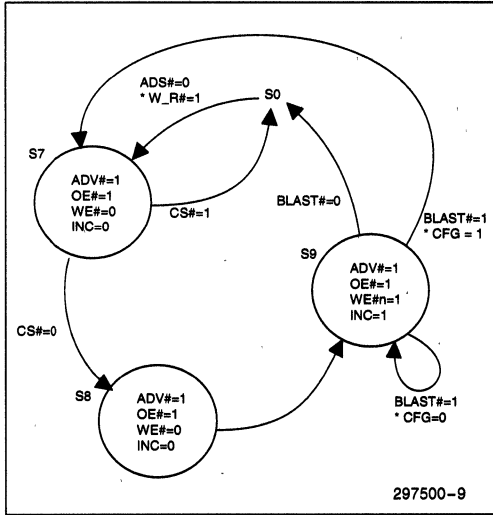 ADS#=0
* W_R#=1
S0
S7
ADV#=1
OE#=1
WE#=0
INC=0
CS#=1
BLAST#=0
BLAST#=1
* CFG = 1
S9
ADV#=1
OE#=1
WE#n=1
INC=1
CS#=0
S8
ADV#=1
OE#=1
WE#=0
INC=0
BLAST#=1
* CFG=0
297500-9